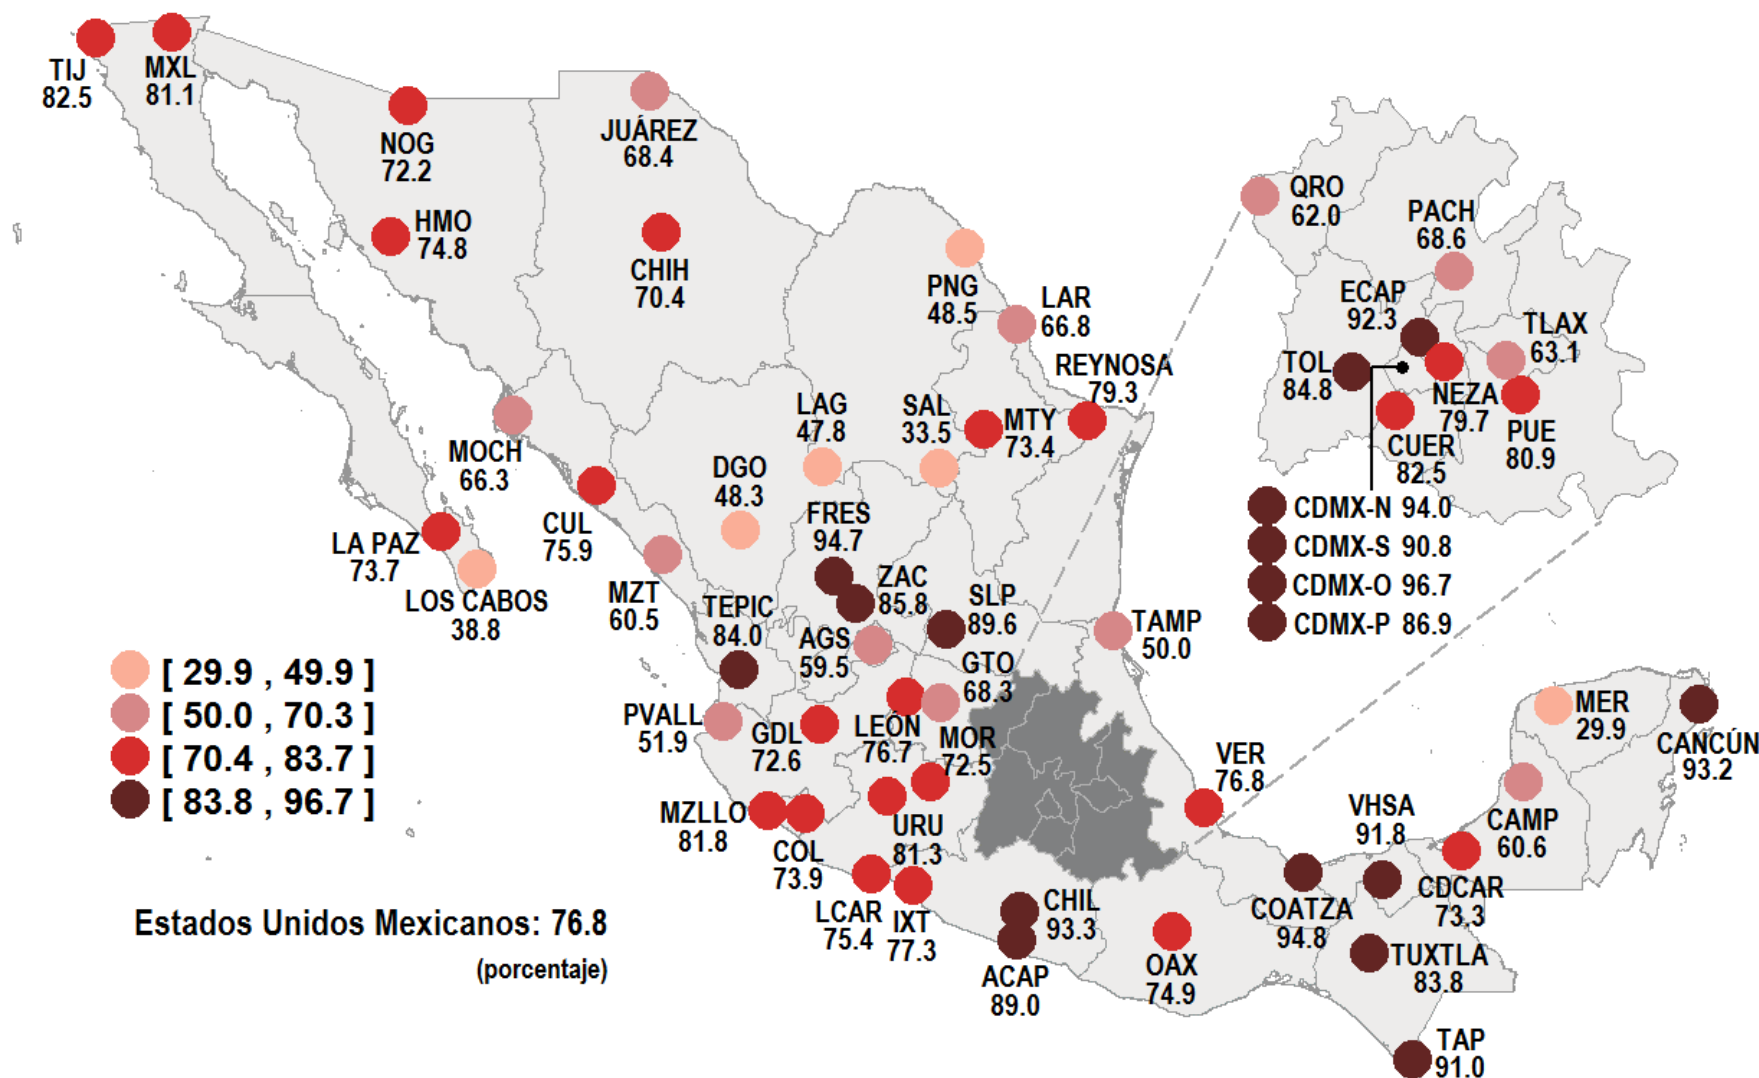 TIJ
82.5
MXL
81.1
NOG
72.2
HMO
74.8
JUÁREZ
68.4
CHIH
70.4
PNG
48.5
LAR
66.8
REYNOSA
79.3
LAG
47.8
SAL
33.5
MTY
73.4
MOCH
66.3
DGO
48.3
CUL
75.9
FRES
94.7
LA PAZ
73.7
LOS CABOS
38.8
MZT
60.5
TEPIC
84.0
ZAC
85.8
SLP
89.6
AGS
59.5
TAMP
50.0
GTO
68.3
PVALL
51.9
GDL
72.6
LEÓN
76.7
MOR
72.5
VER
76.8
MZLLO
81.8
COL
73.9
URU
81.3
LCAR
75.4
IXT
77.3
CHIL
93.3
ACAP
89.0
OAX
74.9
COATZA
94.8
VHSA
91.8
CDCAR
73.3
TUXTLA
83.8
TAP
91.0
CAMP
60.6
MER
29.9
CANCÚN
93.2
QRO
62.0
PACH
68.6
ECAP
92.3
TLAX
63.1
TOL
84.8
NEZA
79.7
CUER
82.5
PUE
80.9
CDMX-N 94.0
CDMX-S 90.8
CDMX-O 96.7
CDMX-P 86.9
[ 29.9 , 49.9 ]
[ 50.0 , 70.3 ]
[ 70.4 , 83.7 ]
[ 83.8 , 96.7 ]
Estados Unidos Mexicanos: 76.8
(porcentaje)